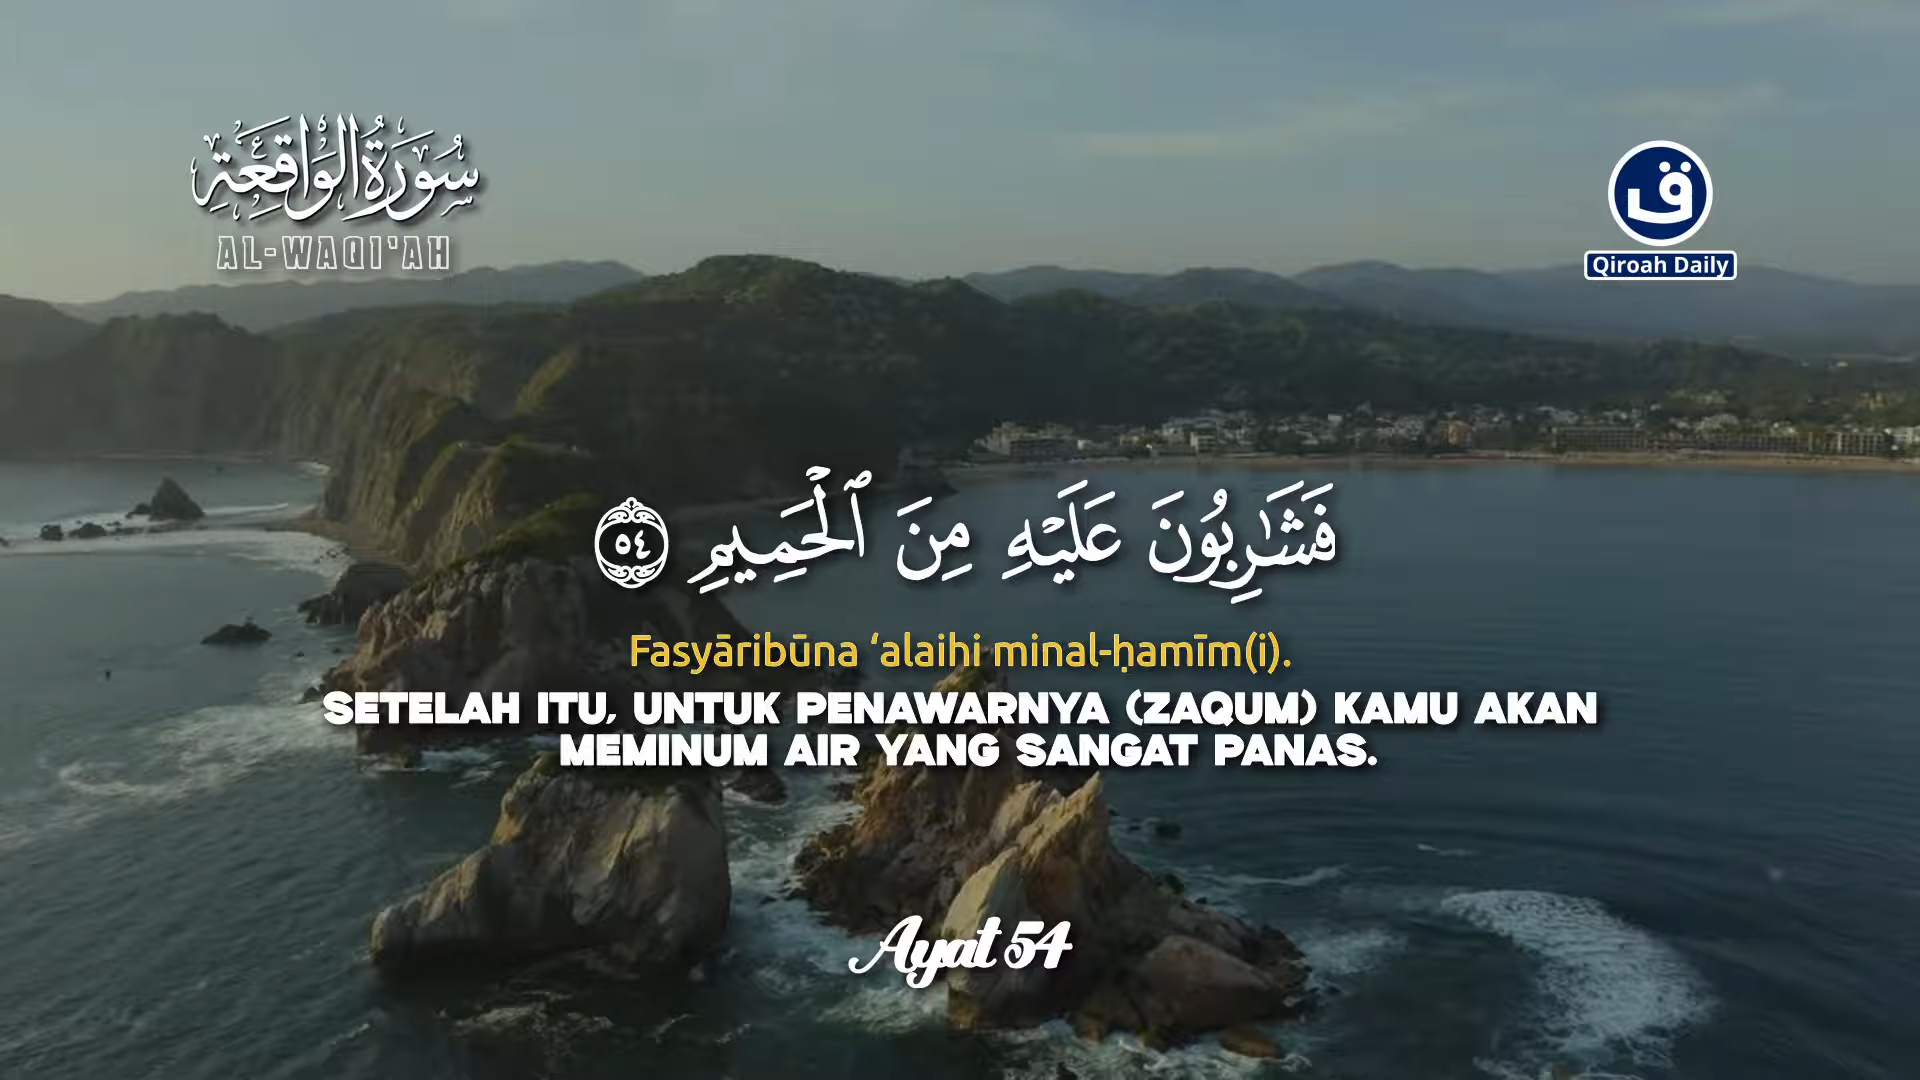 سُورَةُ الْوَاقِعَةِ
AL-WAQI'AH
ق
Qiroah Daily
فَشَٰرِبُونَ عَلَيْهِ مِنَ ٱلْحَمِيمِ ٥٤
Fasyāribūna ‘alaihi minal-ḥamīm(i).
SETELAH ITU, UNTUK PENAWARNYA (ZAQUM) KAMU AKAN
MEMINUM AIR YANG SANGAT PANAS.
Ayat 54